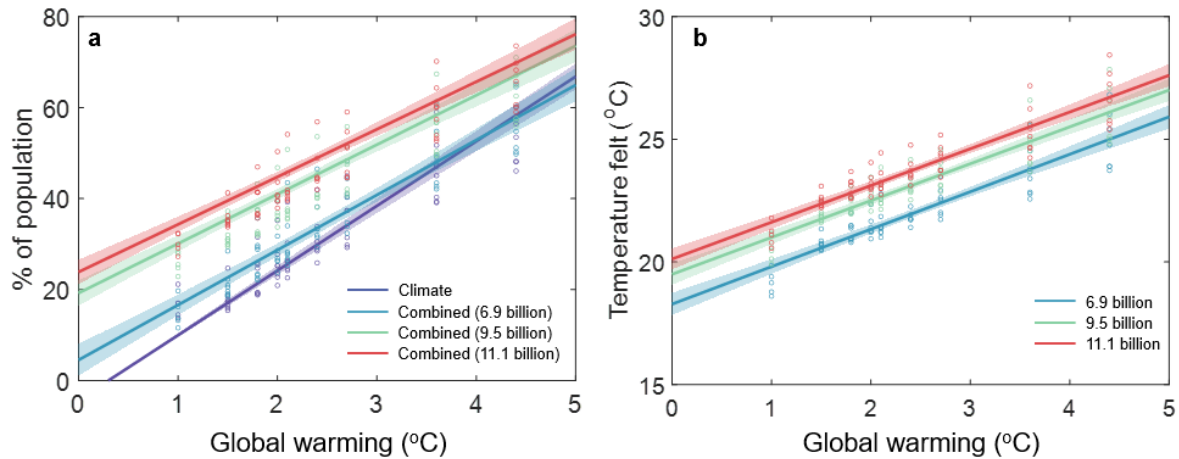 a
80
60
40
20
0
% of population
0 1 2 3 4 5
Global warming (°C)
Climate
Combined (6.9 billion)
Combined (9.5 billion)
Combined (11.1 billion)
b
30
25
20
15
Temperature felt (°C)
0 1 2 3 4 5
Global warming (°C)
6.9 billion
9.5 billion
11.1 billion